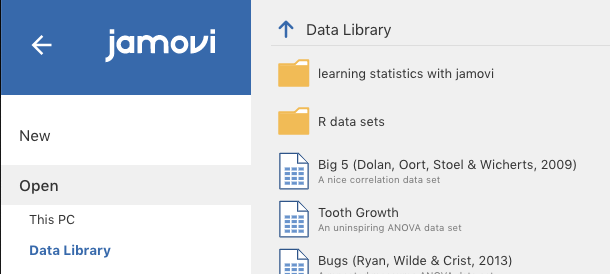 jamovi
New
Open
This PC
Data Library
Data Library
learning statistics with jamovi
R data sets
Big 5 (Dolan, Oort, Stoel & Wicherts, 2009)
A nice correlation data set
Tooth Growth
An uninspiring ANOVA data set
Bugs (Ryan, Wilde & Crist, 2013)